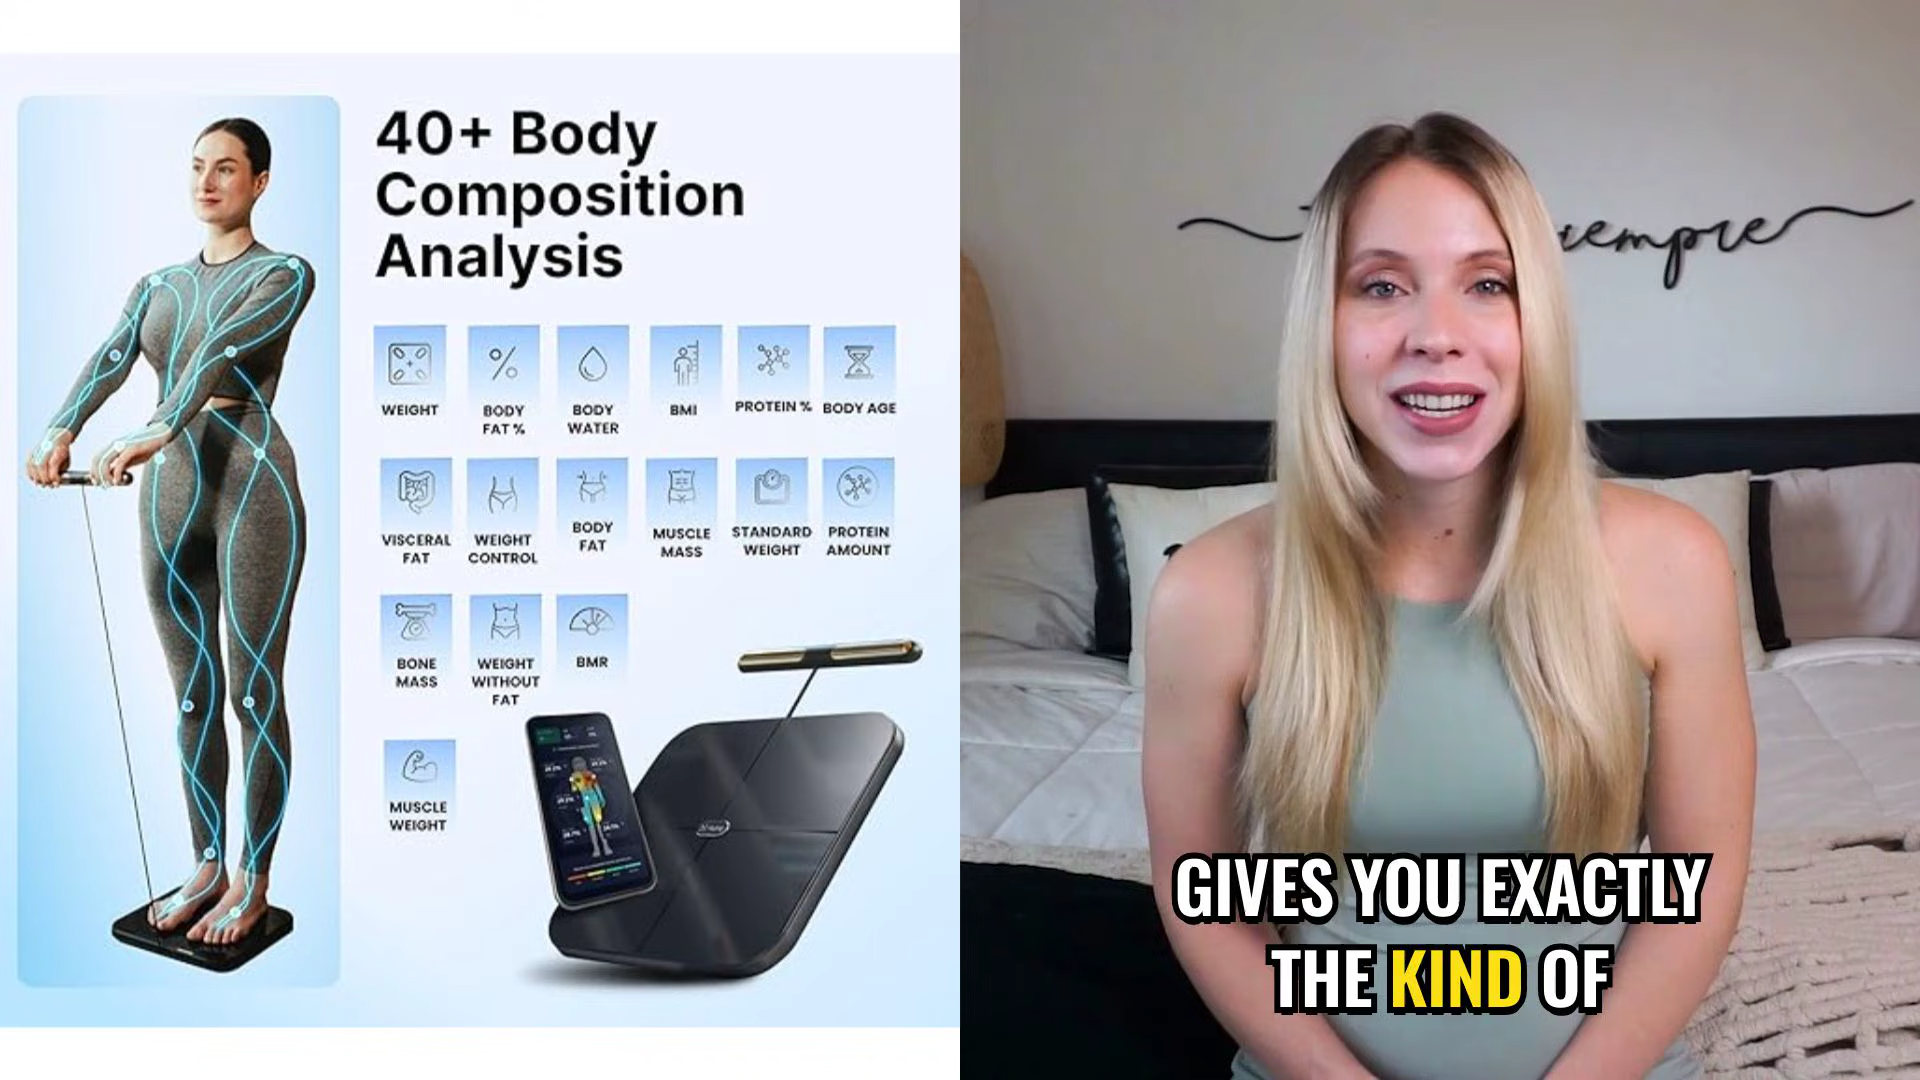 40+ Body
Composition
Analysis
WEIGHT
BODY
FAT %
BODY
WATER
BMI
PROTEIN %
BODY AGE
VISCERAL
FAT
WEIGHT
CONTROL
BODY
FAT
MUSCLE
MASS
STANDARD
WEIGHT
PROTEIN
AMOUNT
BONE
MASS
WEIGHT
WITHOUT
FAT
BMR
MUSCLE
WEIGHT
GIVES YOU EXACTLY
THE KIND OF